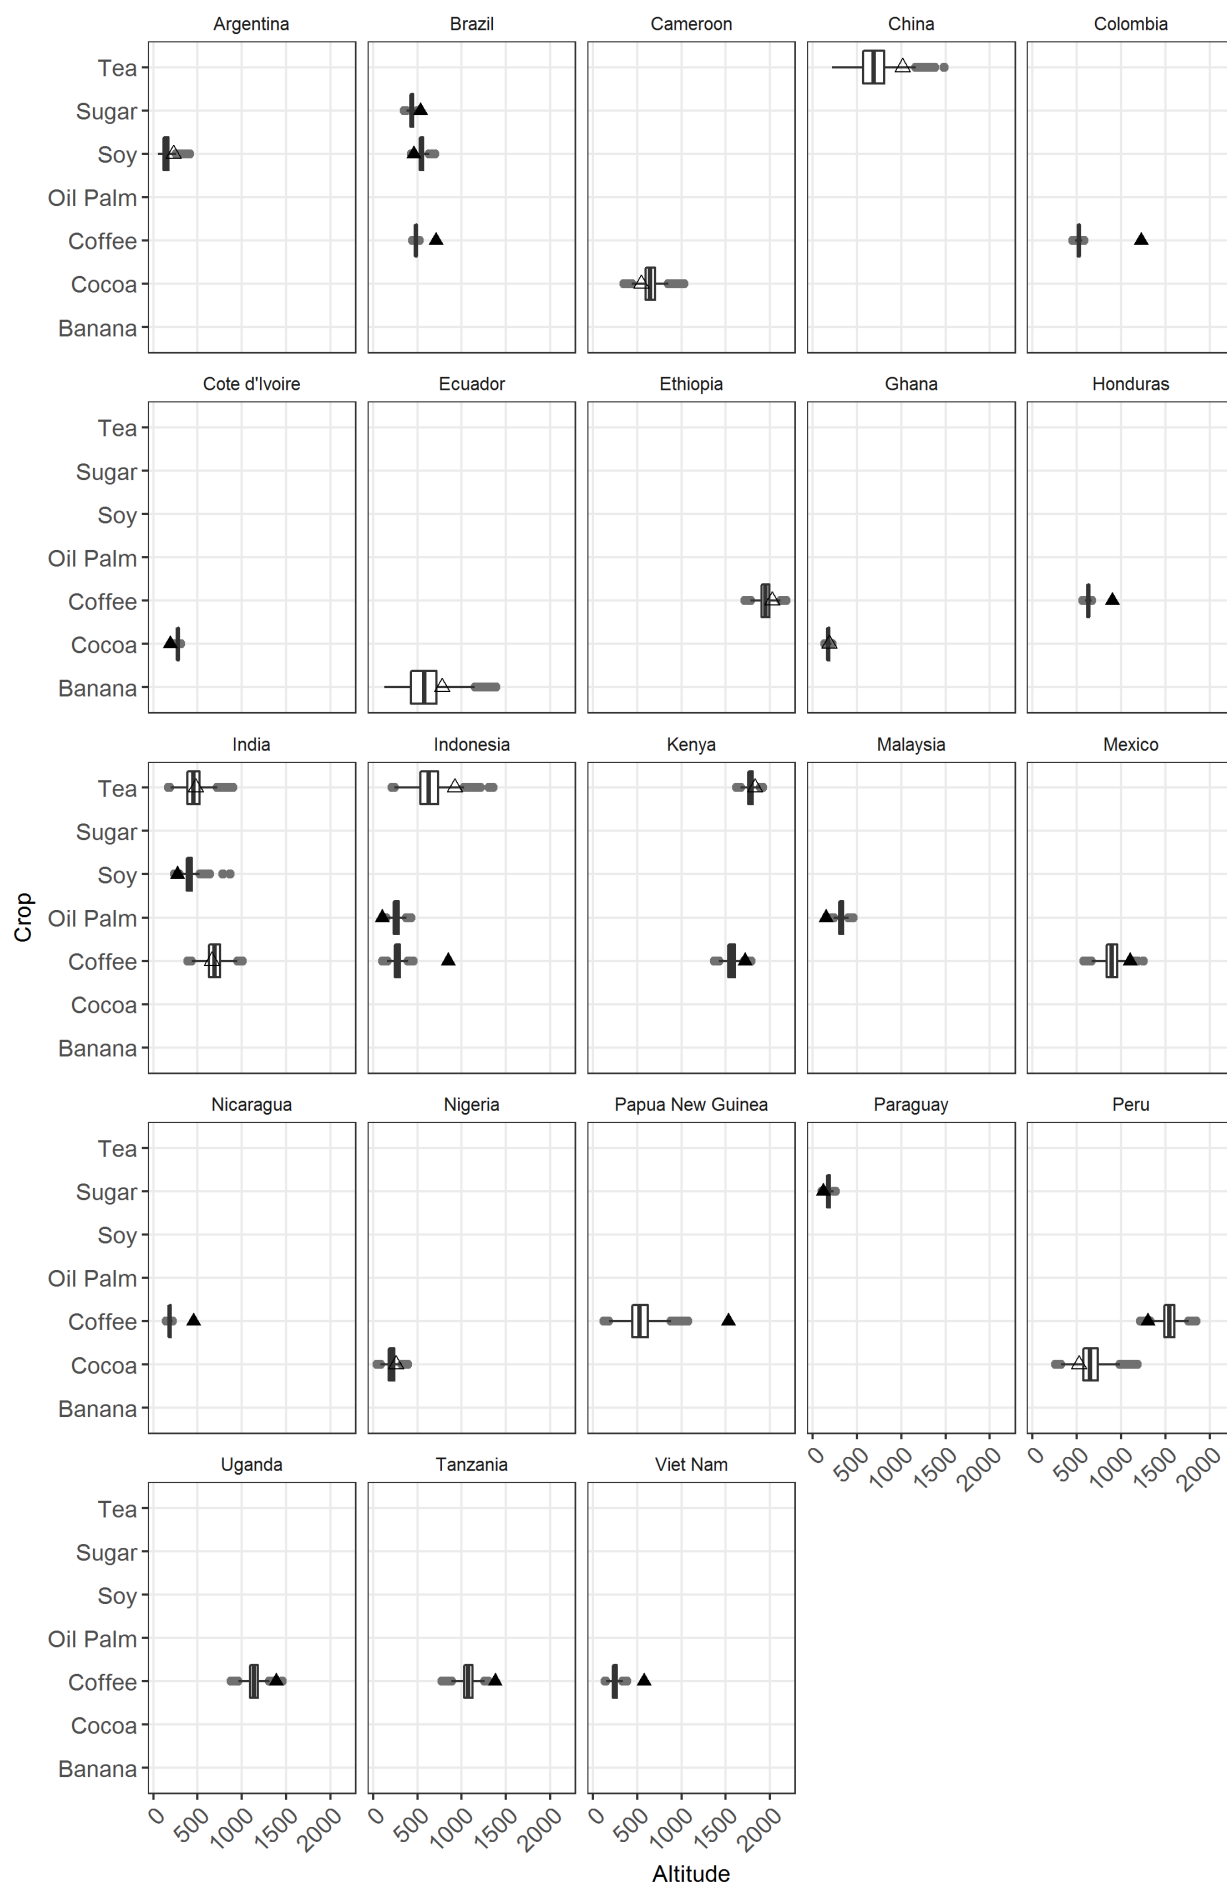 Argentina Brazil Cameroon China Colombia
Tea
Sugar
Soy
Oil Palm
Coffee
Cocoa
Banana
Cote d'Ivoire Ecuador Ethiopia Ghana Honduras
Tea
Sugar
Soy
Oil Palm
Coffee
Cocoa
Banana
India Indonesia Kenya Malaysia Mexico
Tea
Sugar
Soy
Oil Palm
Coffee
Cocoa
Banana
Crop
Nicaragua Nigeria Papua New Guinea Paraguay Peru
Tea
Sugar
Soy
Oil Palm
Coffee
Cocoa
Banana
0 500 1000 1500 2000 0 500 1000 1500 2000
Uganda Tanzania Viet Nam
Tea
Sugar
Soy
Oil Palm
Coffee
Cocoa
Banana
0 500 1000 1500 2000 0 500 1000 1500 2000 0 500 1000 1500 2000
Altitude